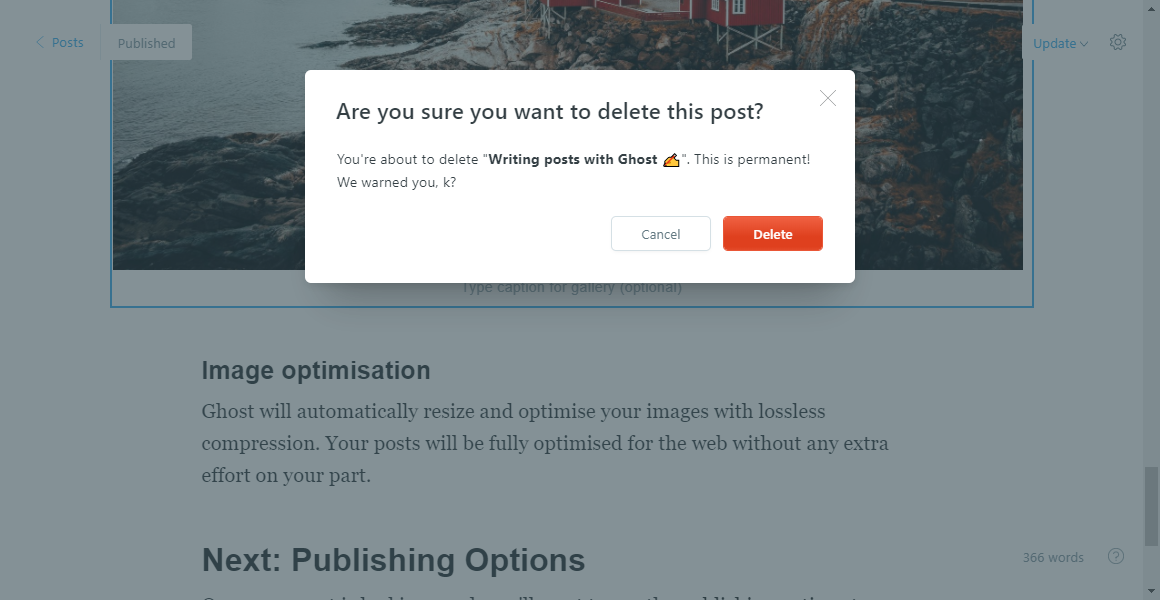 Posts
Published
Update
Are you sure you want to delete this post?
You're about to delete "Writing posts with Ghost ✍️". This is permanent!
We warned you, k?
Cancel
Delete
Type caption for gallery (optional)
Image optimisation
Ghost will automatically resize and optimise your images with lossless
compression. Your posts will be fully optimised for the web without any extra
effort on your part.
Next: Publishing Options
366 words
?